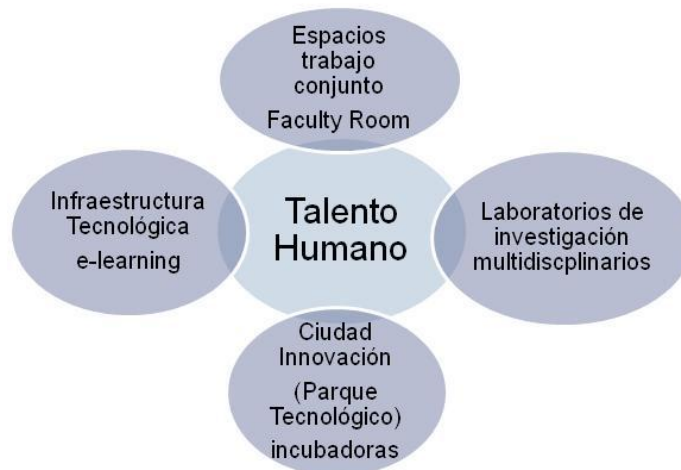 Espacios
trabajo
conjunto
Faculty Room
Infraestructura
Tecnológica
e-learning
Talento
Humano
Laboratorios de
investigación
multidiscplinarios
Ciudad
Innovación
(Parque
Tecnológico)
incubadoras